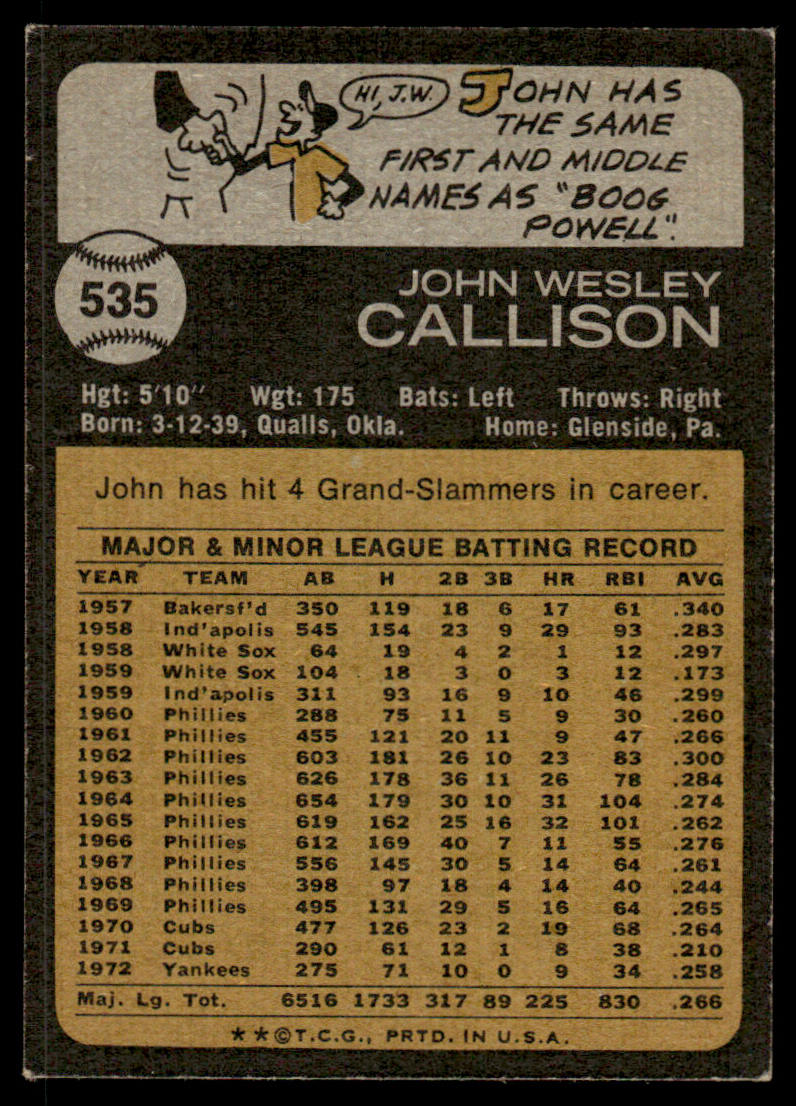 HI, J.W.
JOHN HAS
THE SAME
FIRST AND MIDDLE
NAMES AS "BOOG
POWELL".
535
JOHN WESLEY
CALLISON
Hgt: 5'10" Wgt: 175 Bats: Left Throws: Right
Born: 3-12-39, Qualls, Okla. Home: Glenside, Pa.
John has hit 4 Grand-Slammers in career.
MAJOR & MINOR LEAGUE BATTING RECORD
YEAR TEAM AB H 2B 3B HR RBI AVG
1957 Bakersf'd 350 119 18 6 17 61 .340
1958 Ind'apolis 545 154 23 9 29 93 .283
1958 White Sox 64 19 4 2 1 12 .297
1959 White Sox 104 18 3 0 3 12 .173
1959 Ind'apolis 311 93 16 9 10 46 .299
1960 Phillies 288 75 11 5 9 30 .260
1961 Phillies 455 121 20 11 9 47 .266
1962 Phillies 603 181 26 10 23 83 .300
1963 Phillies 626 178 36 11 26 78 .284
1964 Phillies 654 179 30 10 31 104 .274
1965 Phillies 619 162 25 16 32 101 .262
1966 Phillies 612 169 40 7 11 55 .276
1967 Phillies 556 145 30 5 14 64 .261
1968 Phillies 398 97 18 4 14 40 .244
1969 Phillies 495 131 29 5 16 64 .265
1970 Cubs 477 126 23 2 19 68 .264
1971 Cubs 290 61 12 1 8 38 .210
1972 Yankees 275 71 10 0 9 34 .258
Maj. Lg. Tot. 6516 1733 317 89 225 830 .266
**©T.C.G., PRTD. IN U.S.A.